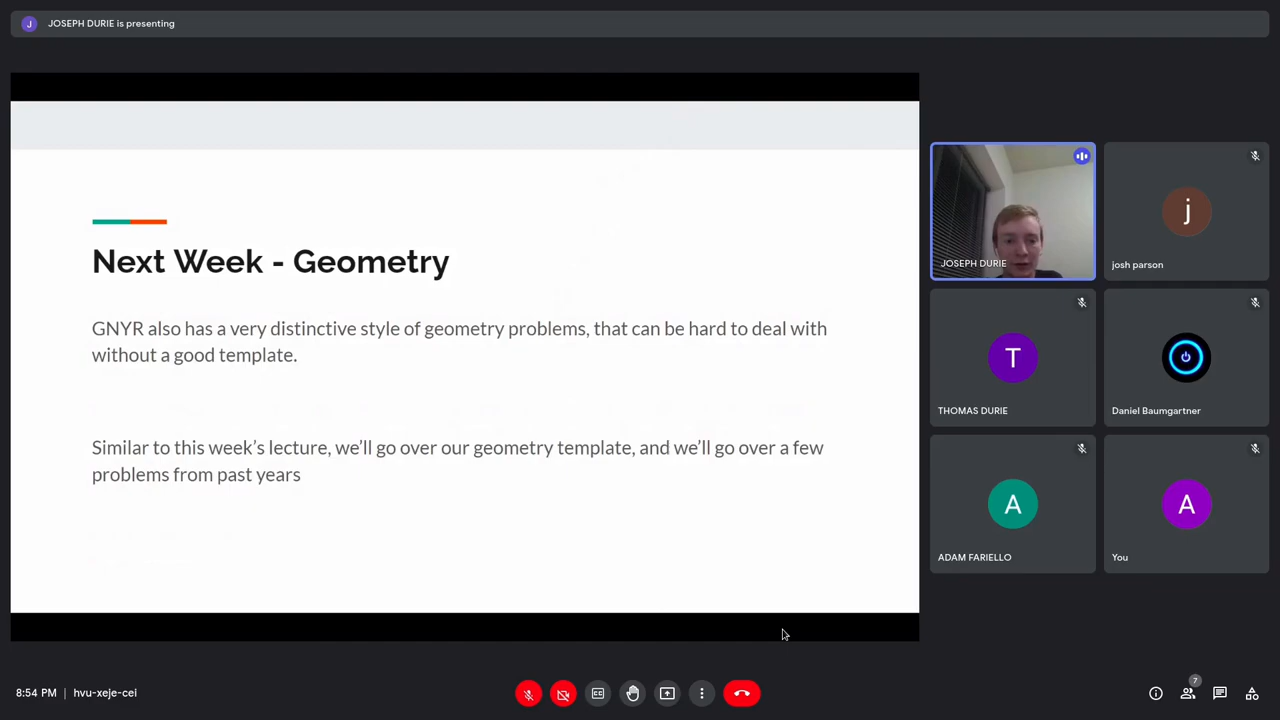 J
JOSEPH DURIE is presenting
Next Week - Geometry
GNYR also has a very distinctive style of geometry problems, that can be hard to deal with
without a good template.
Similar to this week's lecture, we'll go over our geometry template, and we'll go over a few
problems from past years
JOSEPH DURIE
j
josh parson
T
THOMAS DURIE
Daniel Baumgartner
A
ADAM FARIELLO
A
You
8:54 PM | hvu-xeje-cei
CC
7